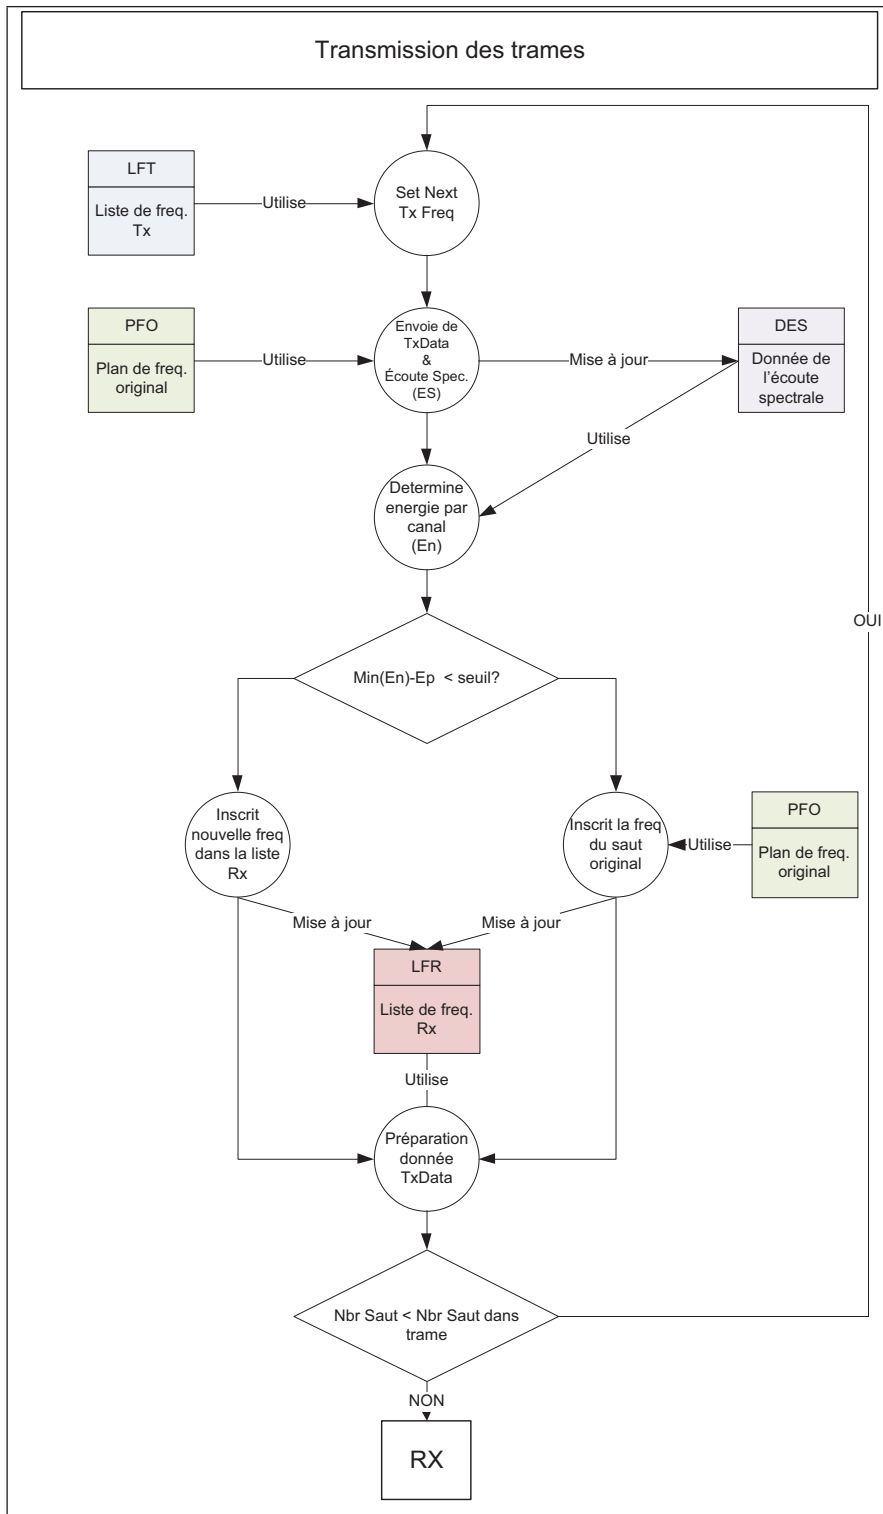 Transmission des trames
LFT
Liste de freq.
Tx
Utilise
Set Next
Tx Freq
PFO
Plan de freq.
original
Utilise
Envoie de
TxData
&
Écoute Spec.
(ES)
Mise à jour
DES
Donnée de
l'écoute
spectrale
Utilise
Determine
energie par
canal
(En)
OUI
Min(En)-Ep < seuil?
Inscrit
nouvelle freq
dans la liste
Rx
Inscrit la freq
du saut
original
Utilise
PFO
Plan de freq.
original
Mise à jour
Mise à jour
LFR
Liste de freq.
Rx
Utilise
Préparation
donnée
TxData
Nbr Saut < Nbr Saut dans
trame
NON
RX